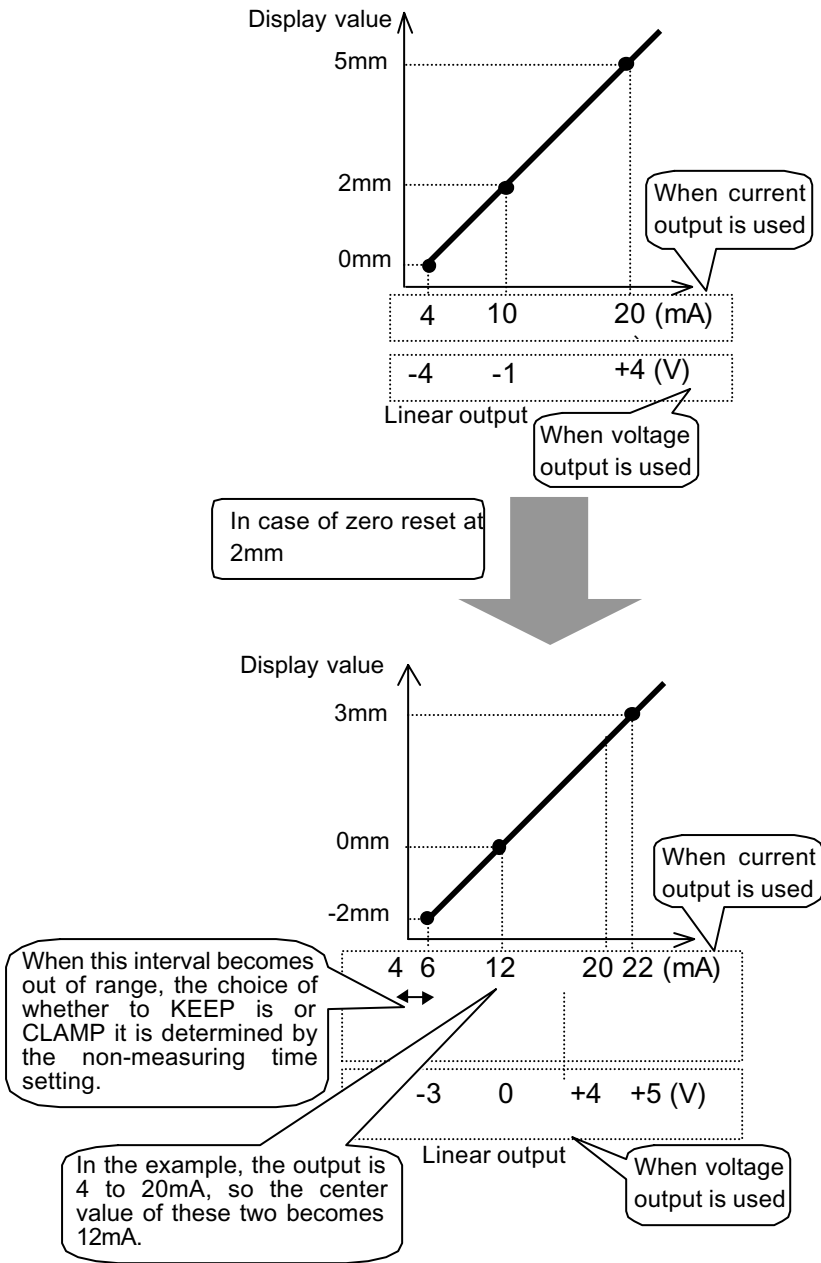 Display value
5mm
2mm
0mm
When current
output is used
4 10 20 (mA)
-4 -1 +4 (V)
Linear output
When voltage
output is used
In case of zero reset at
2mm
Display value
3mm
0mm
-2mm
When current
output is used
When this interval becomes
out of range, the choice of
whether to KEEP is or
CLAMP it is determined by
the non-measuring time
setting.
4 6 12 20 22 (mA)
-3 0 +4 +5 (V)
Linear output
In the example, the output is
4 to 20mA, so the center
value of these two becomes
12mA.
When voltage
output is used